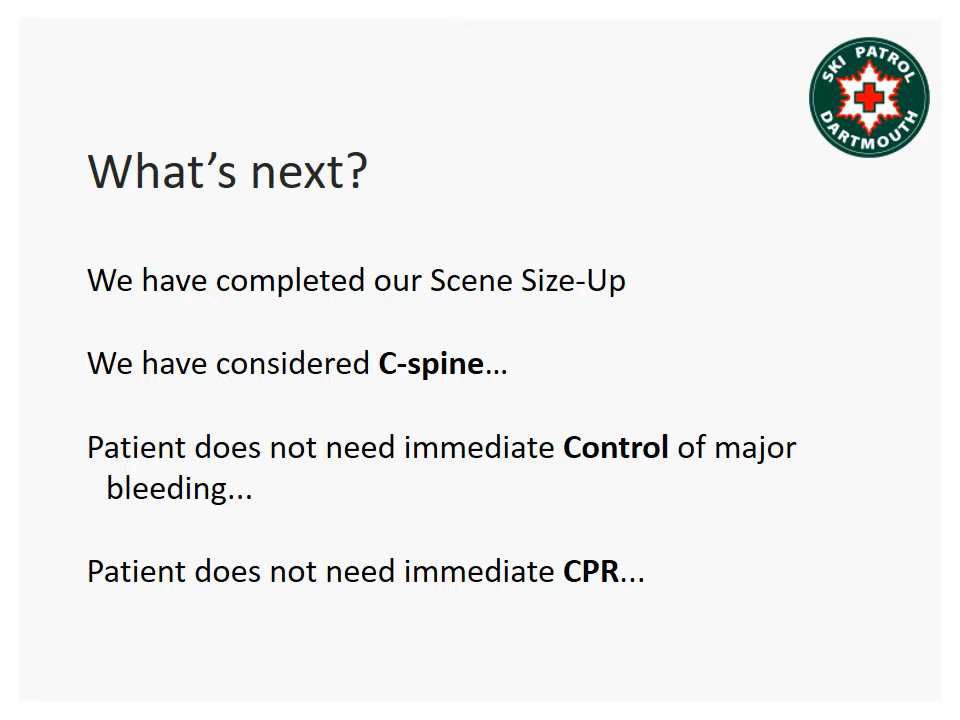 SKI PATROL
DARTMOUTH
What's next?
We have completed our Scene Size-Up
We have considered C-spine…
Patient does not need immediate Control of major
bleeding...
Patient does not need immediate CPR...